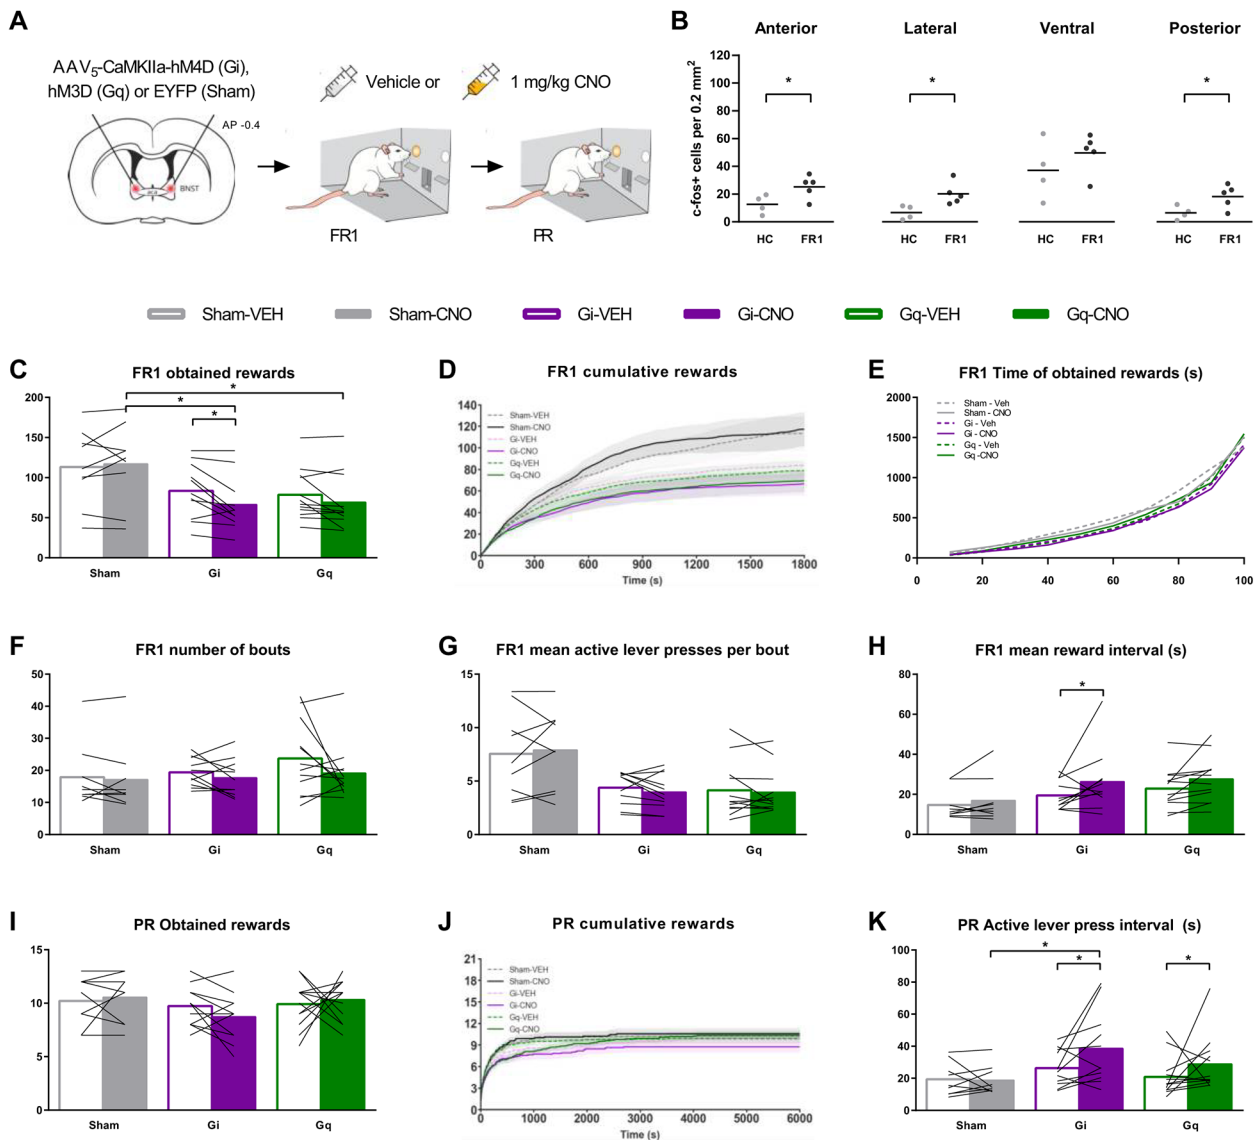 A
AAV5-CaMKIIa-hM4D (Gi),
hM3D (Gq) or EYFP (Sham)
AP -0.4
BNST
aca
Vehicle or
1 mg/kg CNO
FR1
PR
B
Anterior
Lateral
Ventral
Posterior
c-fos+ cells per 0.2 mm2
120
100
80
60
40
20
0
*
*
*
HC
FR1
HC
FR1
HC
FR1
HC
FR1
Sham-VEH
Sham-CNO
Gi-VEH
Gi-CNO
Gq-VEH
Gq-CNO
C
FR1 obtained rewards
200
150
100
50
0
*
*
*
Sham
Gi
Gq
D
FR1 cumulative rewards
140
120
100
80
60
40
20
0
Sham-VEH
Sham-CNO
Gi-VEH
Gi-CNO
Gq-VEH
Gq-CNO
0
300
600
900
1200
1500
1800
Time (s)
E
FR1 Time of obtained rewards (s)
2000
1500
1000
500
0
Sham - Veh
Sham - CNO
Gi - Veh
Gi - CNO
Gq - Veh
Gq -CNO
0
20
40
60
80
100
F
FR1 number of bouts
50
40
30
20
10
0
Sham
Gi
Gq
G
FR1 mean active lever presses per bout
15
10
5
0
Sham
Gi
Gq
H
FR1 mean reward interval (s)
80
60
40
20
0
*
Sham
Gi
Gq
I
PR Obtained rewards
15
10
5
0
Sham
Gi
Gq
J
PR cumulative rewards
21
18
15
12
9
6
3
0
Sham-VEH
Sham-CNO
Gi-VEH
Gi-CNO
Gq-VEH
Gq-CNO
0
1000
2000
3000
4000
5000
6000
Time (s)
K
PR Active lever press interval (s)
100
80
60
40
20
0
*
*
*
Sham
Gi
Gq